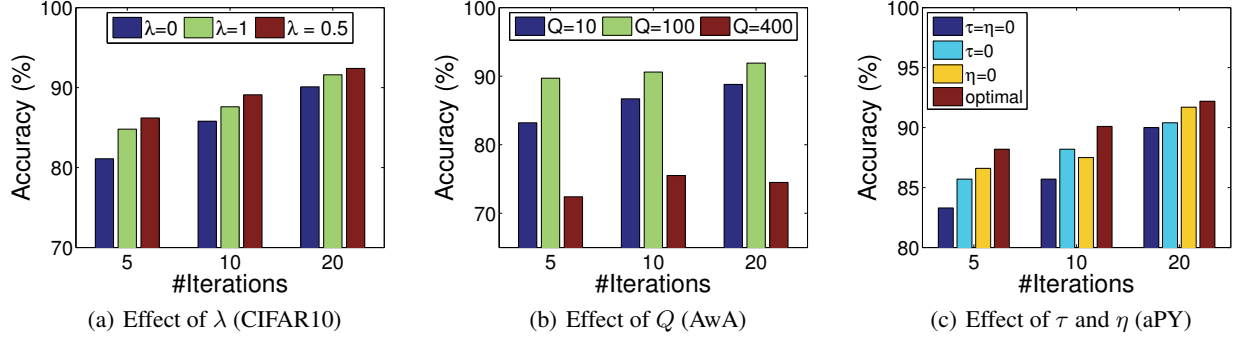 100
90
80
70
Accuracy (%)
λ=0 λ=1 λ = 0.5
5 10 20
#Iterations
(a) Effect of λ (CIFAR10)
100
90
80
70
Accuracy (%)
Q=10 Q=100 Q=400
5 10 20
#Iterations
(b) Effect of Q (AwA)
100
95
90
85
80
Accuracy (%)
τ=η=0
τ=0
η=0
optimal
5 10 20
#Iterations
(c) Effect of τ and η (aPY)